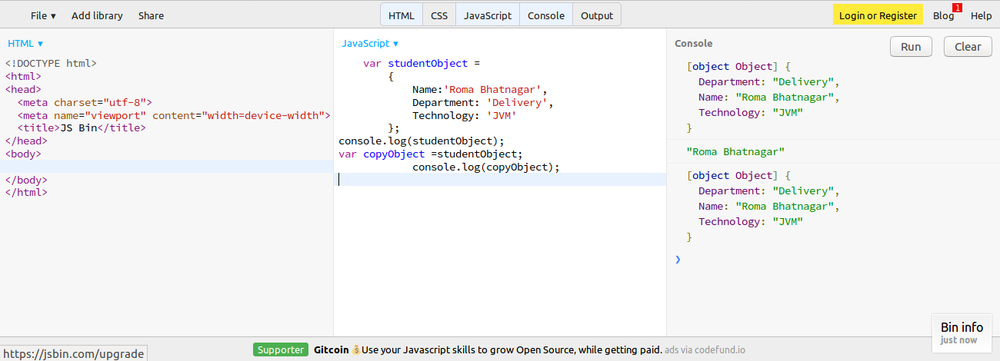 File ▾ Add library Share HTML CSS JavaScript Console Output Login or Register Blog 1 Help
HTML ▾
<!DOCTYPE html>
<html>
<head>
  <meta charset="utf-8">
  <meta name="viewport" content="width=device-width">
  <title>JS Bin</title>
</head>
<body>
</body>
</html>
JavaScript ▾
    var studentObject =
        {
            Name:'Roma Bhatnagar',
            Department: 'Delivery',
            Technology: 'JVM'
        };
console.log(studentObject);
var copyObject =studentObject;
            console.log(copyObject);
Console Run Clear
[object Object] {
  Department: "Delivery",
  Name: "Roma Bhatnagar",
  Technology: "JVM"
}
"Roma Bhatnagar"
[object Object] {
  Department: "Delivery",
  Name: "Roma Bhatnagar",
  Technology: "JVM"
}
❯
Bin info
just now
https://jsbin.com/upgrade
Supporter Gitcoin 💰Use your Javascript skills to grow Open Source, while getting paid. ads via codefund.io